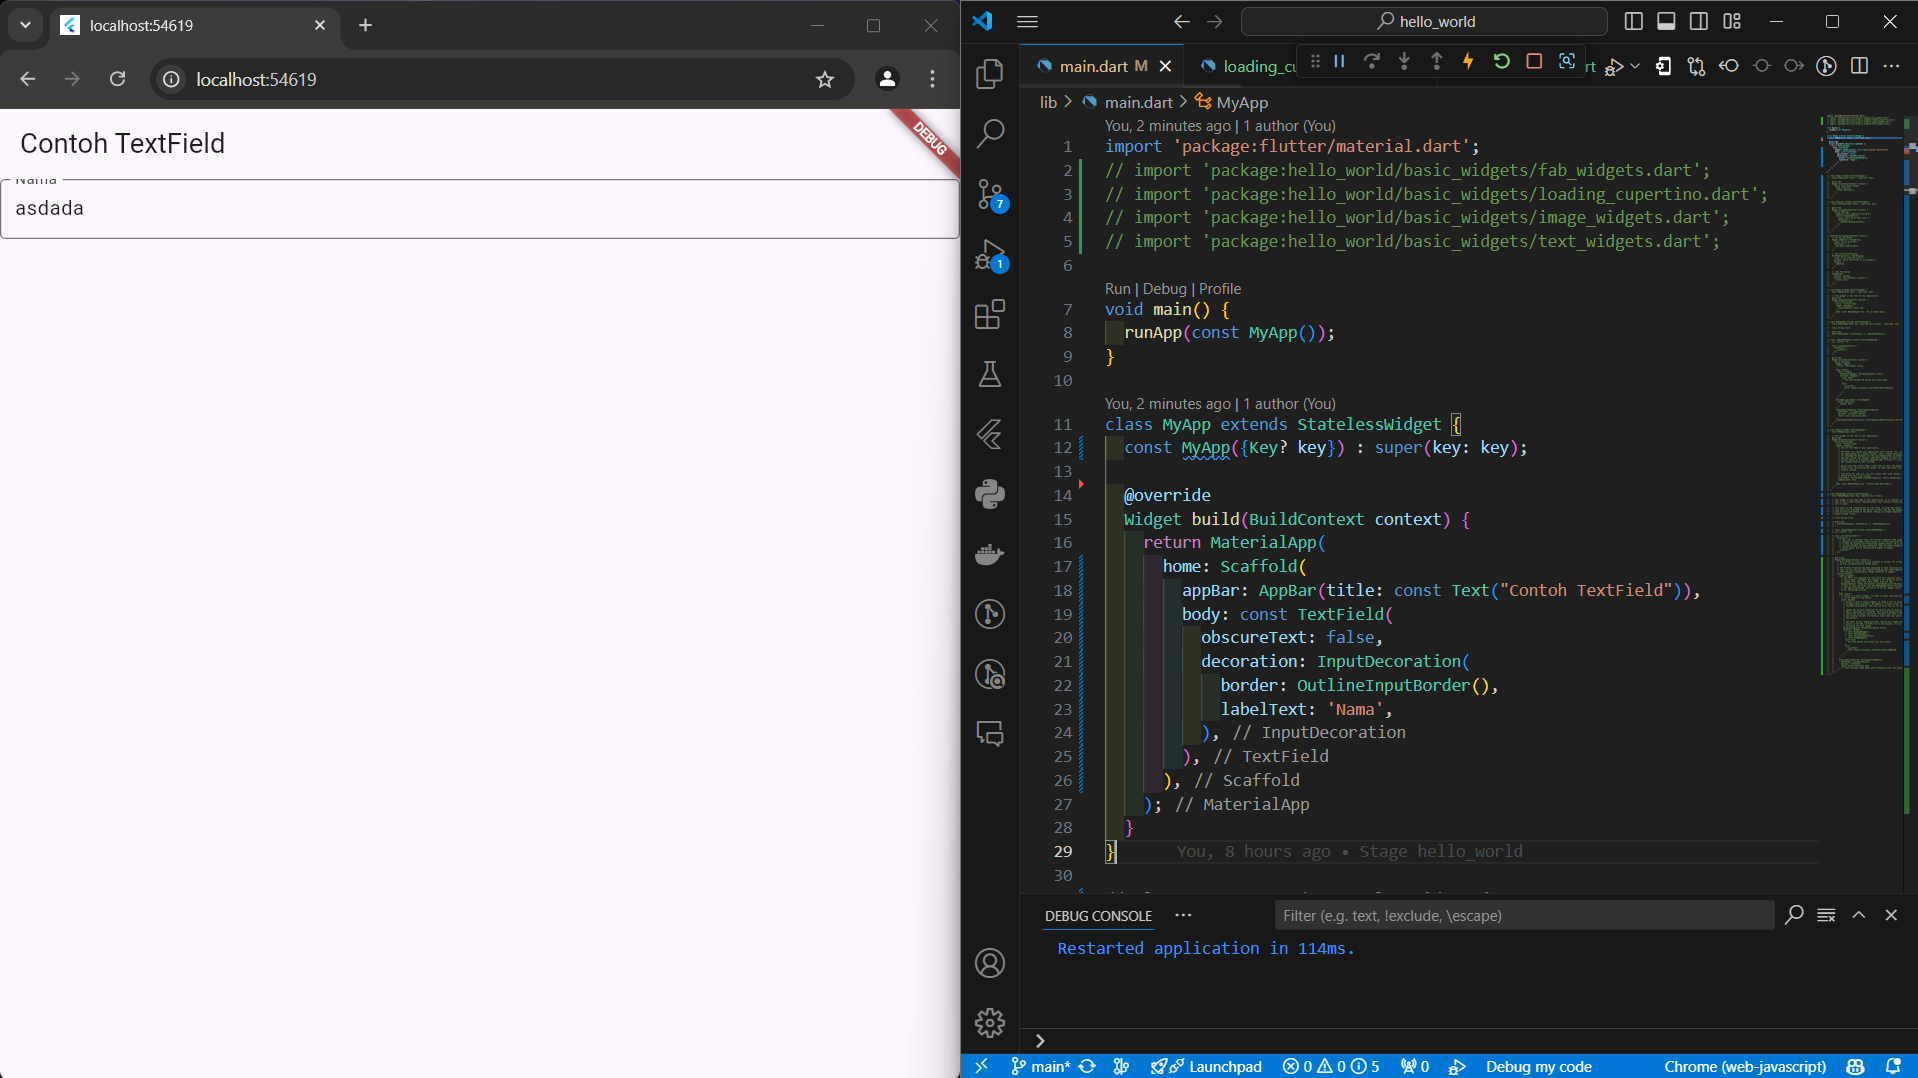 localhost:54619
localhost:54619
Contoh TextField
DEBUG
Nama
asdada
hello_world
main.dart M
loading_cu
rt
lib > main.dart > MyApp
You, 2 minutes ago | 1 author (You)
1 import 'package:flutter/material.dart';
2 // import 'package:hello_world/basic_widgets/fab_widgets.dart';
3 // import 'package:hello_world/basic_widgets/loading_cupertino.dart';
4 // import 'package:hello_world/basic_widgets/image_widgets.dart';
5 // import 'package:hello_world/basic_widgets/text_widgets.dart';
6
Run | Debug | Profile
7 void main() {
8 runApp(const MyApp());
9 }
10
You, 2 minutes ago | 1 author (You)
11 class MyApp extends StatelessWidget {
12 const MyApp({Key? key}) : super(key: key);
13
14 @override
15 Widget build(BuildContext context) {
16 return MaterialApp(
17 home: Scaffold(
18 appBar: AppBar(title: const Text("Contoh TextField")),
19 body: const TextField(
20 obscureText: false,
21 decoration: InputDecoration(
22 border: OutlineInputBorder(),
23 labelText: 'Nama',
24 ), // InputDecoration
25 ), // TextField
26 ), // Scaffold
27 ); // MaterialApp
28 }
29 } You, 8 hours ago • Stage hello_world
30
7
1
DEBUG CONSOLE
Filter (e.g. text, !exclude, \escape)
Restarted application in 114ms.
main* Launchpad 0 0 5 0 Debug my code Chrome (web-javascript)